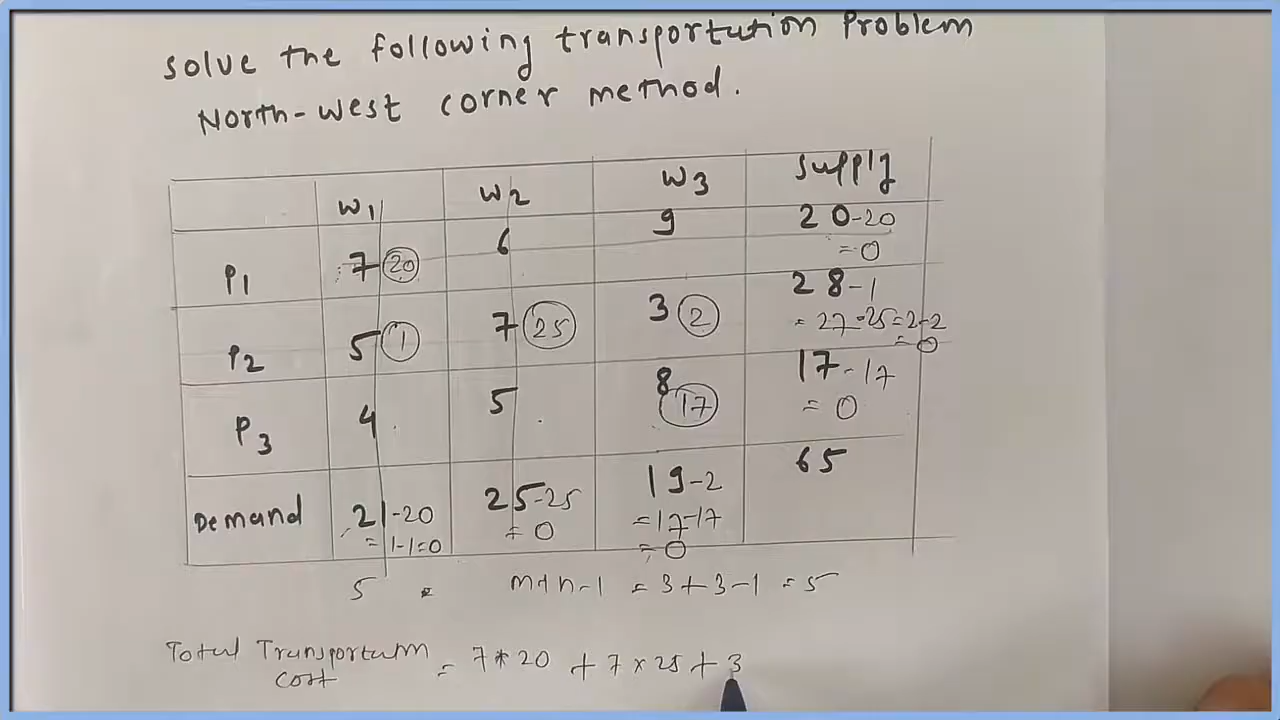 solve the following transportation Problem
North-west corner method.
W1 W2 W3 Supply
P1 7 20 6 9 20-20
=0
P2 5 1 7 25 3 2 28-1
=27-25=2-2
=0
P3 4 5 8 17 17-17
=0
Demand 21-20 25-25 19-2 65
=1-1=0 =0 =17-17
=0
5 m+n-1 = 3+3-1 = 5
Total Transportation = 7*20 + 7×25 + 3
cost